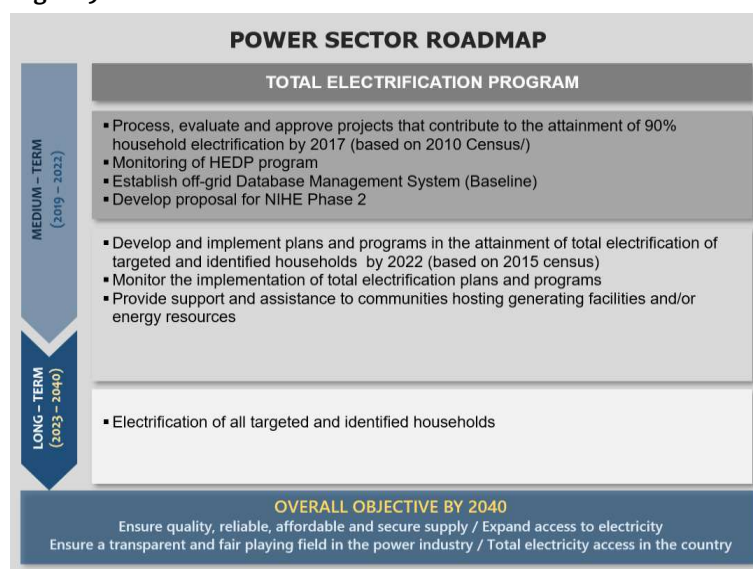 POWER SECTOR ROADMAP
TOTAL ELECTRIFICATION PROGRAM
MEDIUM – TERM
(2019 – 2022)
▪ Process, evaluate and approve projects that contribute to the attainment of 90%
household electrification by 2017 (based on 2010 Census/)
▪ Monitoring of HEDP program
▪ Establish off-grid Database Management System (Baseline)
▪ Develop proposal for NIHE Phase 2
▪ Develop and implement plans and programs in the attainment of total electrification of
targeted and identified households by 2022 (based on 2015 census)
▪ Monitor the implementation of total electrification plans and programs
▪ Provide support and assistance to communities hosting generating facilities and/or
energy resources
LONG – TERM
(2023 – 2040)
▪ Electrification of all targeted and identified households
OVERALL OBJECTIVE BY 2040
Ensure quality, reliable, affordable and secure supply / Expand access to electricity
Ensure a transparent and fair playing field in the power industry / Total electricity access in the country